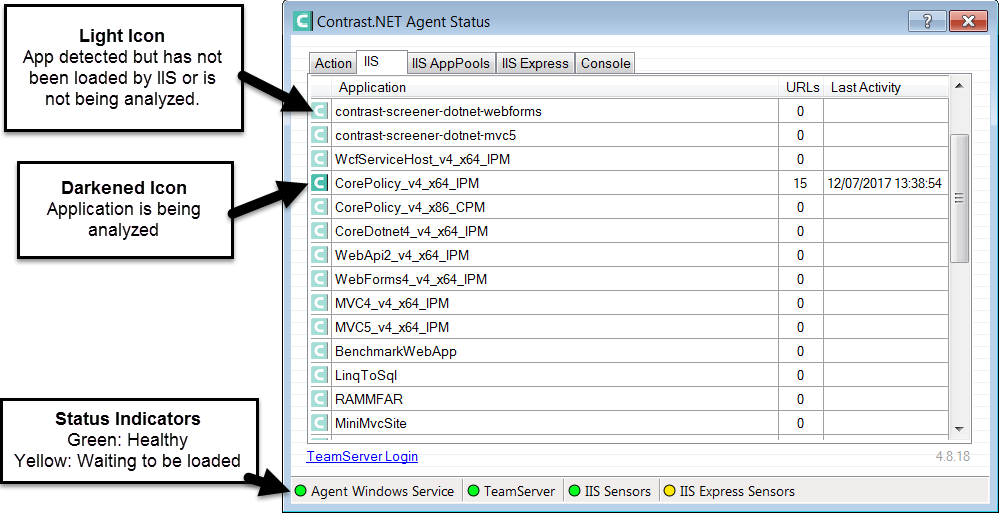 Light Icon
App detected but has not
been loaded by IIS or is
not being analyzed.
Darkened Icon
Application is being
analyzed
Status Indicators
Green: Healthy
Yellow: Waiting to be loaded
C Contrast.NET Agent Status ?
Action IIS IIS AppPools IIS Express Console
Application URLs Last Activity
C contrast-screener-dotnet-webforms 0
C contrast-screener-dotnet-mvc5 0
C WcfServiceHost_v4_x64_IPM 0
C CorePolicy_v4_x64_IPM 15 12/07/2017 13:38:54
C CorePolicy_v4_x86_CPM 0
C CoreDotnet4_v4_x64_IPM 0
C WebApi2_v4_x64_IPM 0
C WebForms4_v4_x64_IPM 0
C MVC4_v4_x64_IPM 0
C MVC5_v4_x64_IPM 0
C BenchmarkWebApp 0
C LinqToSql 0
C RAMMFAR 0
C MiniMvcSite 0
TeamServer Login 4.8.18
Agent Windows Service TeamServer IIS Sensors IIS Express Sensors